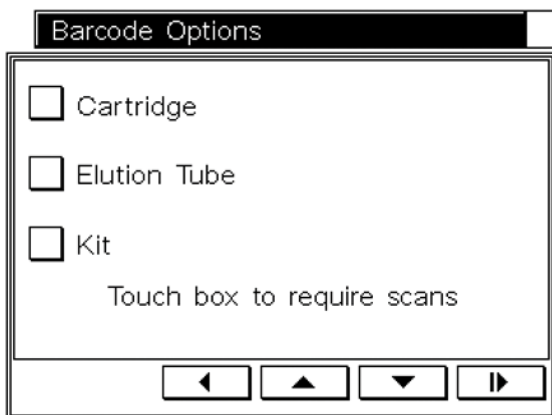 Barcode Options
Cartridge
Elution Tube
Kit
Touch box to require scans